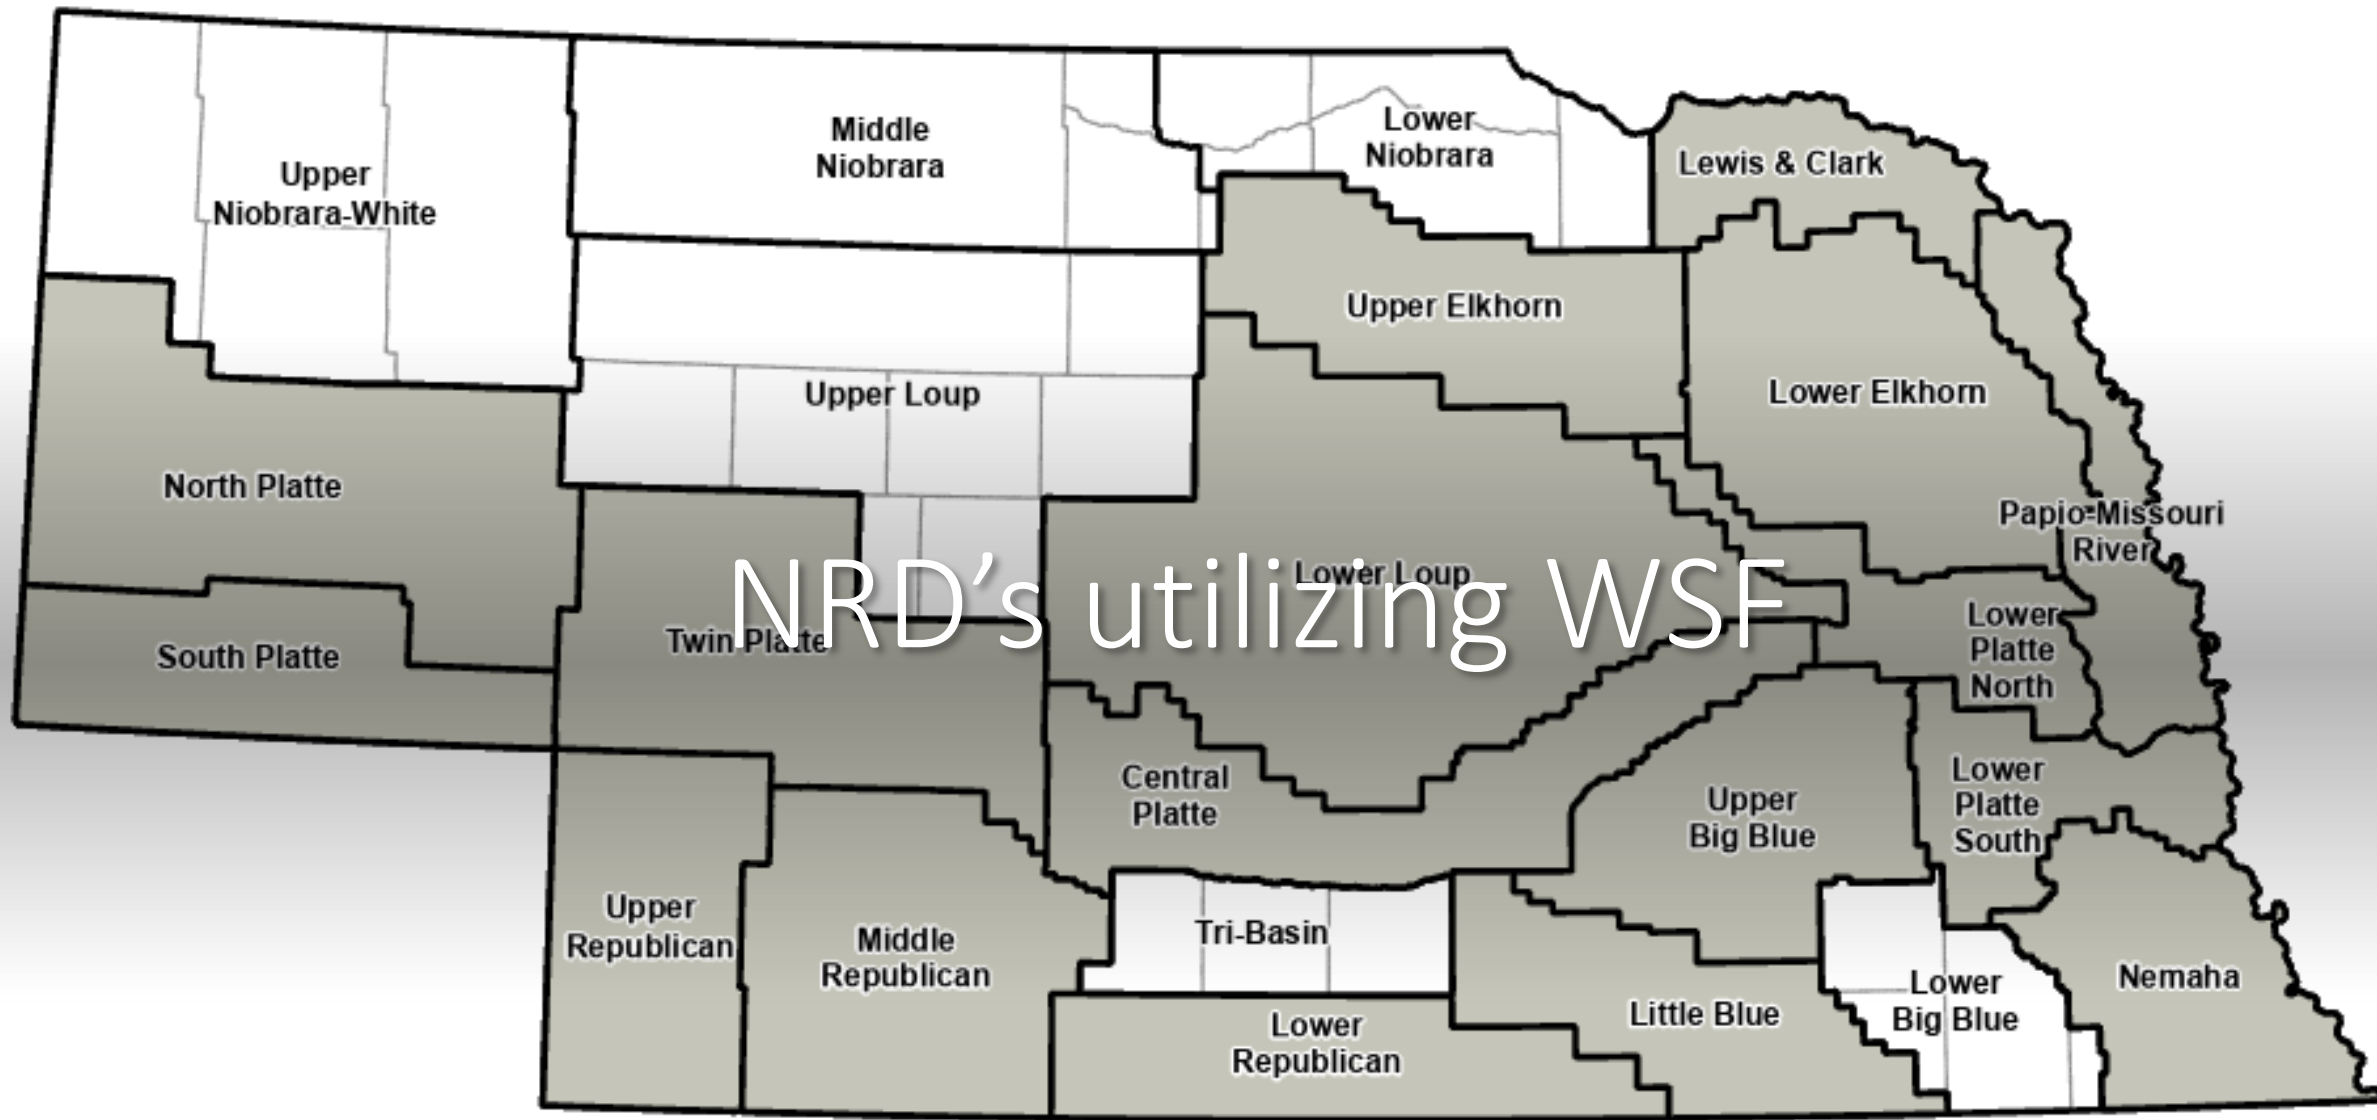 Middle
Niobrara
Lower
Niobrara
Lewis & Clark
Upper
Niobrara-White
Upper Elkhorn
Upper Loup
Lower Elkhorn
North Platte
Papio-Missouri
River
NRD's utilizing WSF
Lower Loup
South Platte
Twin Platte
Lower
Platte
North
Central
Platte
Upper
Big Blue
Lower
Platte
South
Upper
Republican
Middle
Republican
Tri-Basin
Lower
Republican
Little Blue
Lower
Big Blue
Nemaha